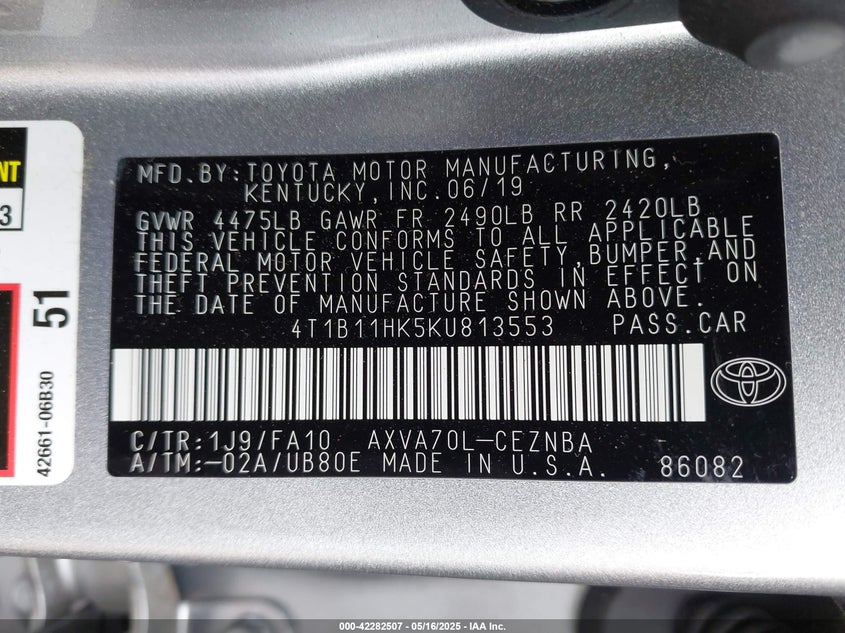 NT
3
51
42661-06B30
MFD.BY:TOYOTA MOTOR MANUFACTURING,
KENTUCKY,INC.06/19
GVWR 4475LB GAWR FR 2490LB RR 2420LB
THIS VEHICLE CONFORMS TO ALL APPLICABLE
FEDERAL MOTOR VEHICLE SAFETY,BUMPER,AND
THEFT PREVENTION STANDARDS IN EFFECT ON
THE DATE OF MANUFACTURE SHOWN ABOVE.
4T1B11HK5KU813553 PASS.CAR
C/TR:1J9/FA10 AXVA70L-CEZNBA
A/TM:-02A/UB80E MADE IN U.S.A. 86082
000-42282507 - 05/16/2025 - IAA Inc.